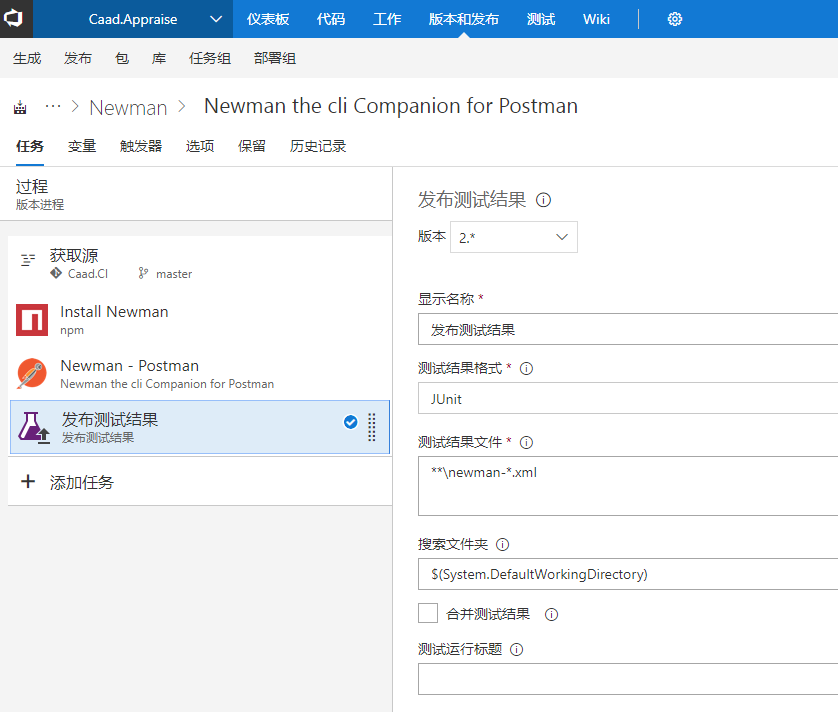 Caad.Appraise 仪表板 代码 工作 版本和发布 测试 Wiki
生成 发布 包 库 任务组 部署组
··· > Newman > Newman the cli Companion for Postman
任务 变量 触发器 选项 保留 历史记录
过程
版本进程
获取源
Caad.CI master
Install Newman
npm
Newman - Postman
Newman the cli Companion for Postman
发布测试结果
发布测试结果
+ 添加任务
发布测试结果
版本 2.*
显示名称 *
发布测试结果
测试结果格式 *
JUnit
测试结果文件 *
**\newman-*.xml
搜索文件夹
$(System.DefaultWorkingDirectory)
合并测试结果
测试运行标题